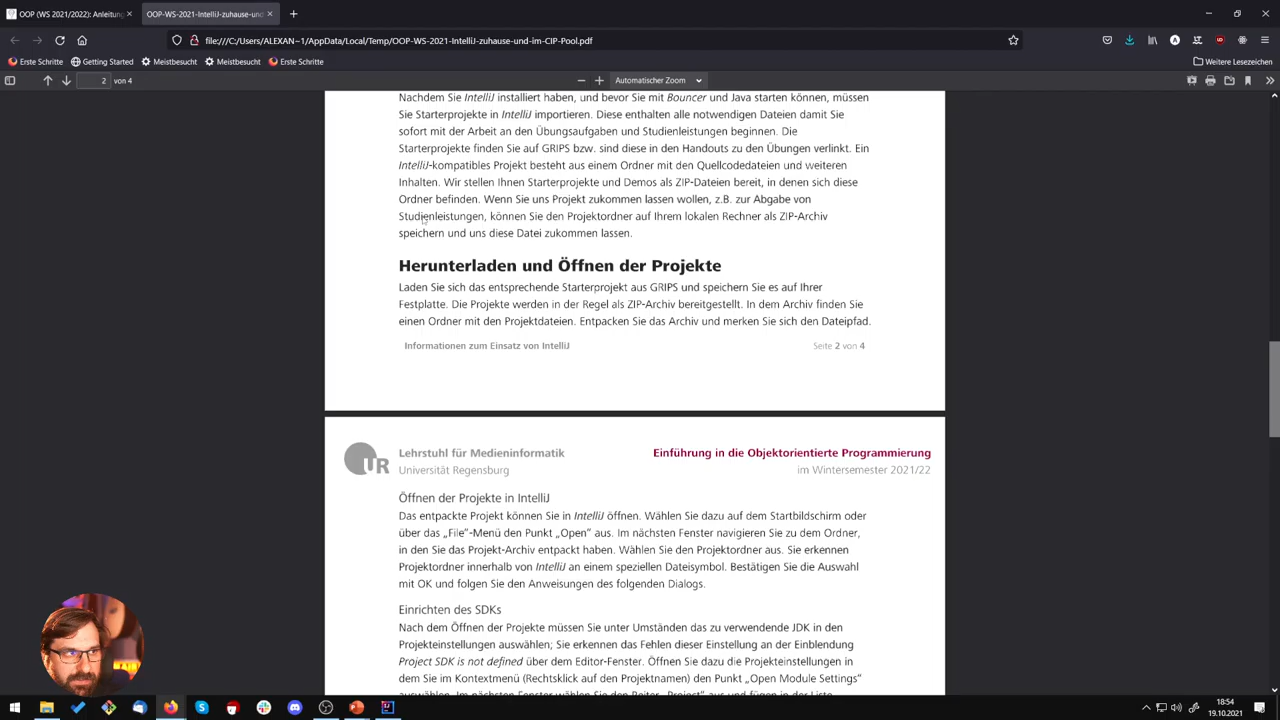 OOP (WS 2021/2022): Anleitung
OOP-WS-2021-IntelliJ-zuhause-und
file:///C:/Users/ALEXAN~1/AppData/Local/Temp/OOP-WS-2021-IntelliJ-zuhause-und-im-CIP-Pool.pdf
Erste Schritte
Getting Started
Meistbesucht
Meistbesucht
Erste Schritte
Weitere Lesezeichen
2 von 4
Automatischer Zoom
Nachdem Sie IntelliJ installiert haben, und bevor Sie mit Bouncer und Java starten können, müssen
Sie Starterprojekte in IntelliJ importieren. Diese enthalten alle notwendigen Dateien damit Sie
sofort mit der Arbeit an den Übungsaufgaben und Studienleistungen beginnen. Die
Starterprojekte finden Sie auf GRIPS bzw. sind diese in den Handouts zu den Übungen verlinkt. Ein
IntelliJ-kompatibles Projekt besteht aus einem Ordner mit den Quellcodedateien und weiteren
Inhalten. Wir stellen Ihnen Starterprojekte und Demos als ZIP-Dateien bereit, in denen sich diese
Ordner befinden. Wenn Sie uns Projekt zukommen lassen wollen, z.B. zur Abgabe von
Studienleistungen, können Sie den Projektordner auf Ihrem lokalen Rechner als ZIP-Archiv
speichern und uns diese Datei zukommen lassen.
Herunterladen und Öffnen der Projekte
Laden Sie sich das entsprechende Starterprojekt aus GRIPS und speichern Sie es auf Ihrer
Festplatte. Die Projekte werden in der Regel als ZIP-Archiv bereitgestellt. In dem Archiv finden Sie
einen Ordner mit den Projektdateien. Entpacken Sie das Archiv und merken Sie sich den Dateipfad.
Informationen zum Einsatz von IntelliJ
Seite 2 von 4
UR
Lehrstuhl für Medieninformatik
Einführung in die Objektorientierte Programmierung
Universität Regensburg
im Wintersemester 2021/22
Öffnen der Projekte in IntelliJ
Das entpackte Projekt können Sie in IntelliJ öffnen. Wählen Sie dazu auf dem Startbildschirm oder
über das „File“-Menü den Punkt „Open“ aus. Im nächsten Fenster navigieren Sie zu dem Ordner,
in den Sie das Projekt-Archiv entpackt haben. Wählen Sie den Projektordner aus. Sie erkennen
Projektordner innerhalb von IntelliJ an einem speziellen Dateisymbol. Bestätigen Sie die Auswahl
mit OK und folgen Sie den Anweisungen des folgenden Dialogs.
Einrichten des SDKs
Nach dem Öffnen der Projekte müssen Sie unter Umständen das zu verwendende JDK in den
Projekteinstellungen auswählen; Sie erkennen das Fehlen dieser Einstellung an der Einblendung
Project SDK is not defined über dem Editor-Fenster. Öffnen Sie dazu die Projekteinstellungen in
dem Sie im Kontextmenü (Rechtsklick auf den Projektnamen) den Punkt „Open Module Settings“
auswählen. Im nächsten Fenster wählen Sie den Reiter „Project“ aus und fügen in der Liste
18:54
19.10.2021